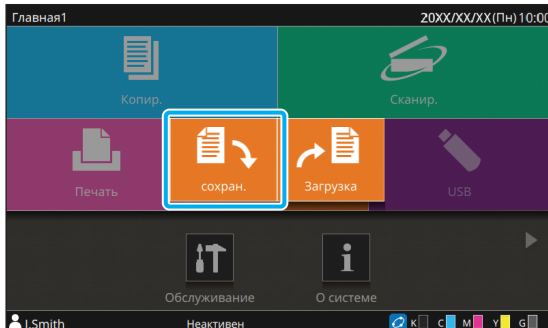 Главная1 20XX/XX/XX(Пн)10:00
Копир. Сканир.
Печать сохран. Загрузка USB
Обслуживание О системе
J.Smith Неактивен K C M Y G